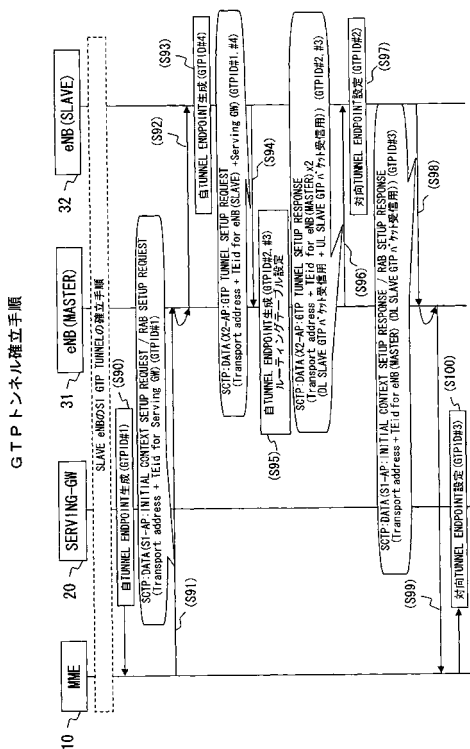 GTPトンネル確立手順
10
MME
20
SERVING-GW
31
eNB(MASTER)
32
eNB(SLAVE)
SLAVE eNBのS1 GTP TUNNELの確立手順
(S90)
自TUNNEL ENDPOINT生成(GTPID#1)
SCTP:DATA(S1-AP:INITIAL CONTEXT SETUP REQUEST / RAB SETUP REQUEST
(Transport address + TEid for Serving GW)(GTPID#1)
(S91)
(S92)
(S93)
自TUNNEL ENDPOINT生成(GTPID#4)
SCTP:DATA(X2-AP:GTP TUNNEL SETUP REQUEST
(Transport address + TEid for eNB(SLAVE) +Serving GW)(GTPID#1,#4)
(S94)
(S95)
自TUNNEL ENDPOINT生成(GTPID#2,#3)
ルーティングテーブル設定
SCTP:DATA(X2-AP:GTP TUNNEL SETUP RESPONSE
(Transport address + TEid for eNB(MASTER)x2
(DL SLAVE GTPパケット受信用 + UL SLAVE GTPパケット受信用)) (GTPID#2,#3)
(S96)
(S97)
対向TUNNEL ENDPOINT設定(GTPID#2)
SCTP:DATA(S1-AP:INITIAL CONTEXT SETUP RESPONSE / RAB SETUP RESPONSE
(Transport address + TEid for eNB(MASTER)(DL SLAVE GTPパケット受信用))(GTPID#3)
(S98)
(S99)
(S100)
対向TUNNEL ENDPOINT設定(GTPID#3)